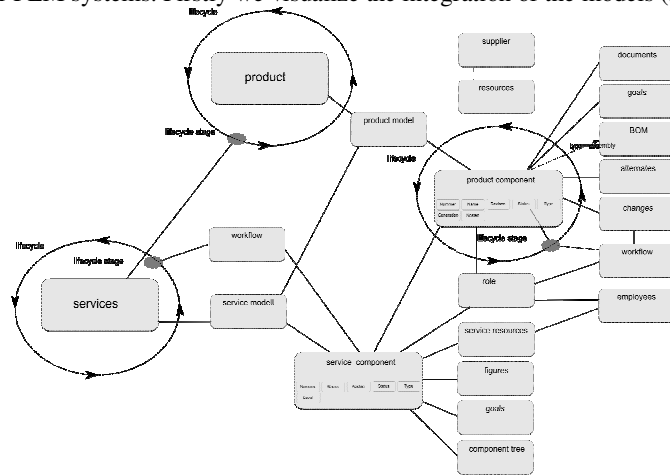 PLM systems. Firstly we visualize the integration of the models (
lifecycle
supplier
documents
product
resources
goals
product model
BOM
lifecycle stage
lifecycle
alternates
product component
Number Name Status Type
Generation
changes
workflow
lifecycle stage
lifecycle
lifecycle stage
workflow
role
services
service modell
employees
service resources
service component
Status Type
figures
goals
component tree